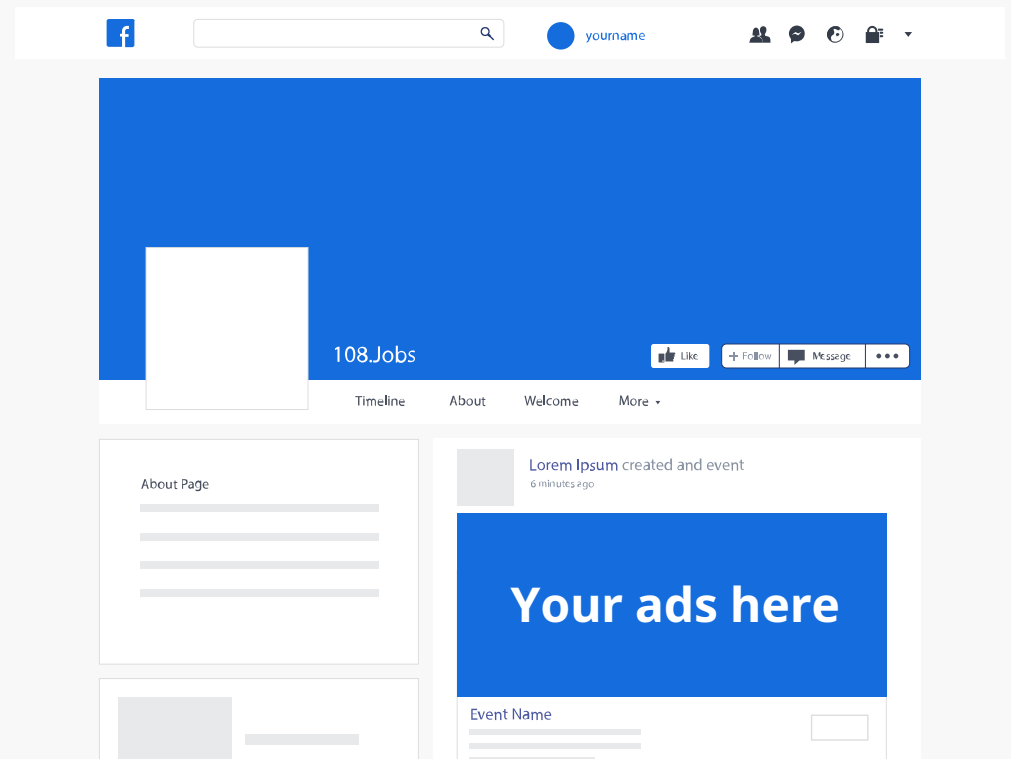 f
yourname
108.Jobs
Like
+ Follow
Message
Timeline
About
Welcome
More
About Page
Lorem Ipsum created and event
6 minutes ago
Your ads here
Event Name